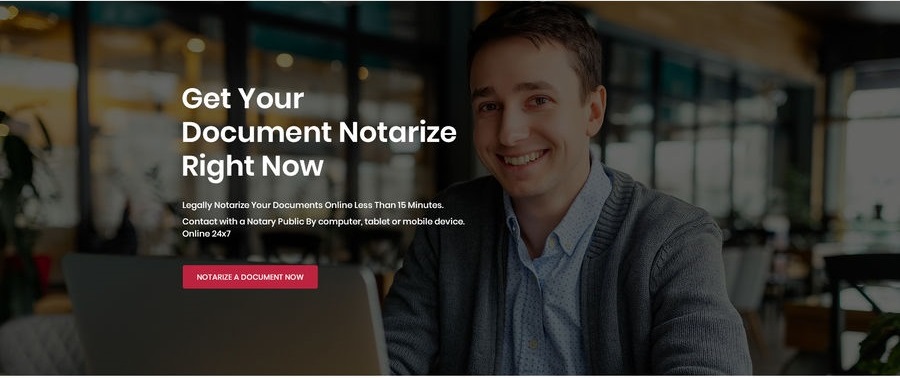 Get Your
Document Notarize
Right Now
Legally Notarize Your Documents Online Less Than 15 Minutes.
Contact with a Notary Public By computer, tablet or mobile device.
Online 24x7
NOTARIZE A DOCUMENT NOW